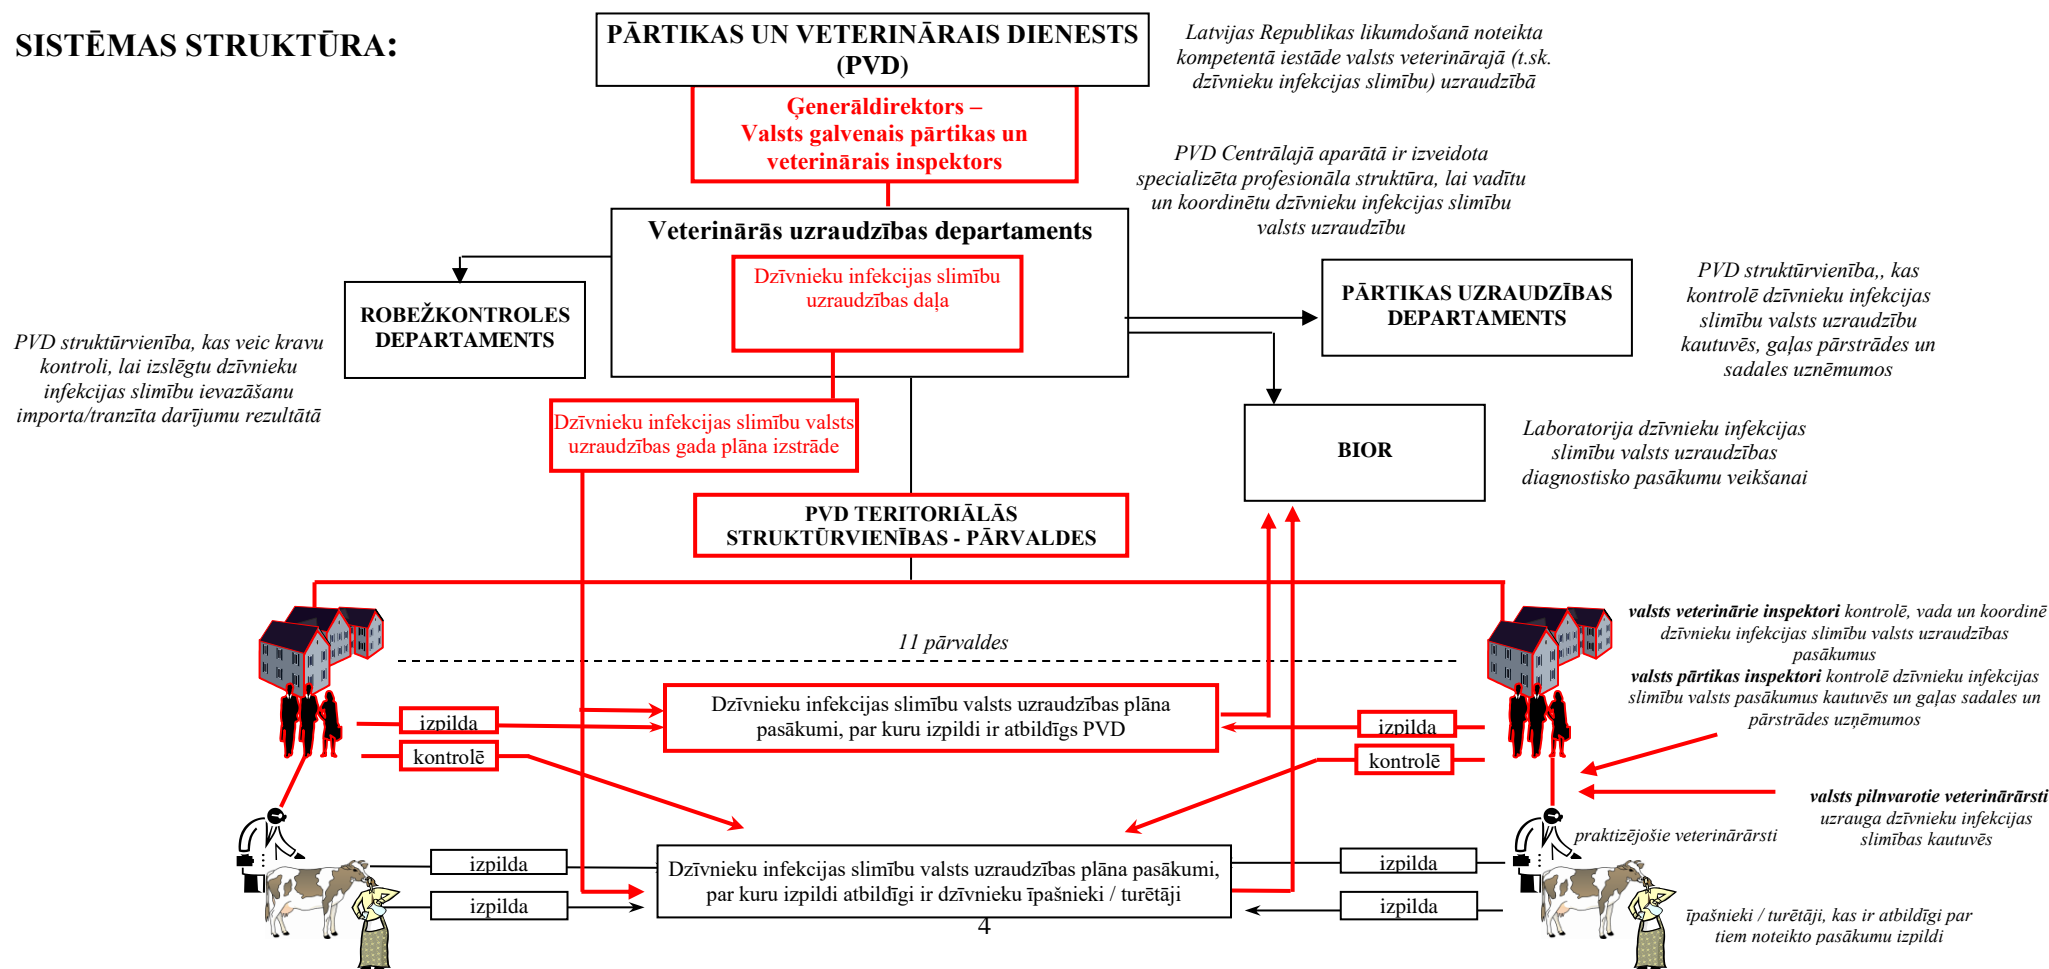 SISTĒMAS STRUKTŪRA:
PĀRTIKAS UN VETERINĀRAIS DIENESTS
(PVD)
Latvijas Republikas likumdošanā noteikta
kompetentā iestāde valsts veterinārajā (t.sk.
dzīvnieku infekcijas slimību) uzraudzībā
Ģenerāldirektors –
Valsts galvenais pārtikas un
veterinārais inspektors
PVD Centrālajā aparātā ir izveidota
specializēta profesionāla struktūra, lai vadītu
un koordinētu dzīvnieku infekcijas slimību
valsts uzraudzību
Veterinārās uzraudzības departaments
Dzīvnieku infekcijas slimību
uzraudzības daļa
ROBEŽKONTROLES
DEPARTAMENTS
PVD struktūrvienība, kas veic kravu
kontroli, lai izslēgtu dzīvnieku
infekcijas slimību ievazāšanu
importa/tranzīta darījumu rezultātā
PĀRTIKAS UZRAUDZĪBAS
DEPARTAMENTS
PVD struktūrvienība,, kas
kontrolē dzīvnieku infekcijas
slimību valsts uzraudzību
kautuvēs, gaļas pārstrādes un
sadales uzņēmumos
Dzīvnieku infekcijas slimību valsts
uzraudzības gada plāna izstrāde
BIOR
Laboratorija dzīvnieku infekcijas
slimību valsts uzraudzības
diagnostisko pasākumu veikšanai
PVD TERITORIĀLĀS
STRUKTŪRVIENĪBAS - PĀRVALDES
11 pārvaldes
valsts veterinārie inspektori kontrolē, vada un koordinē
dzīvnieku infekcijas slimību valsts uzraudzības
pasākumus
valsts pārtikas inspektori kontrolē dzīvnieku infekcijas
slimību valsts pasākumus kautuvēs un gaļas sadales un
pārstrādes uzņēmumos
izpilda
Dzīvnieku infekcijas slimību valsts uzraudzības plāna
pasākumi, par kuru izpildi ir atbildīgs PVD
izpilda
kontrolē
kontrolē
valsts pilnvarotie veterinārārsti
uzrauga dzīvnieku infekcijas
slimības kautuvēs
praktizējošie veterinārārsti
izpilda
Dzīvnieku infekcijas slimību valsts uzraudzības plāna pasākumi,
par kuru izpildi atbildīgi ir dzīvnieku īpašnieki / turētāji
izpilda
izpilda
izpilda
īpašnieki / turētāji, kas ir atbildīgi par
tiem noteikto pasākumu izpildi
4